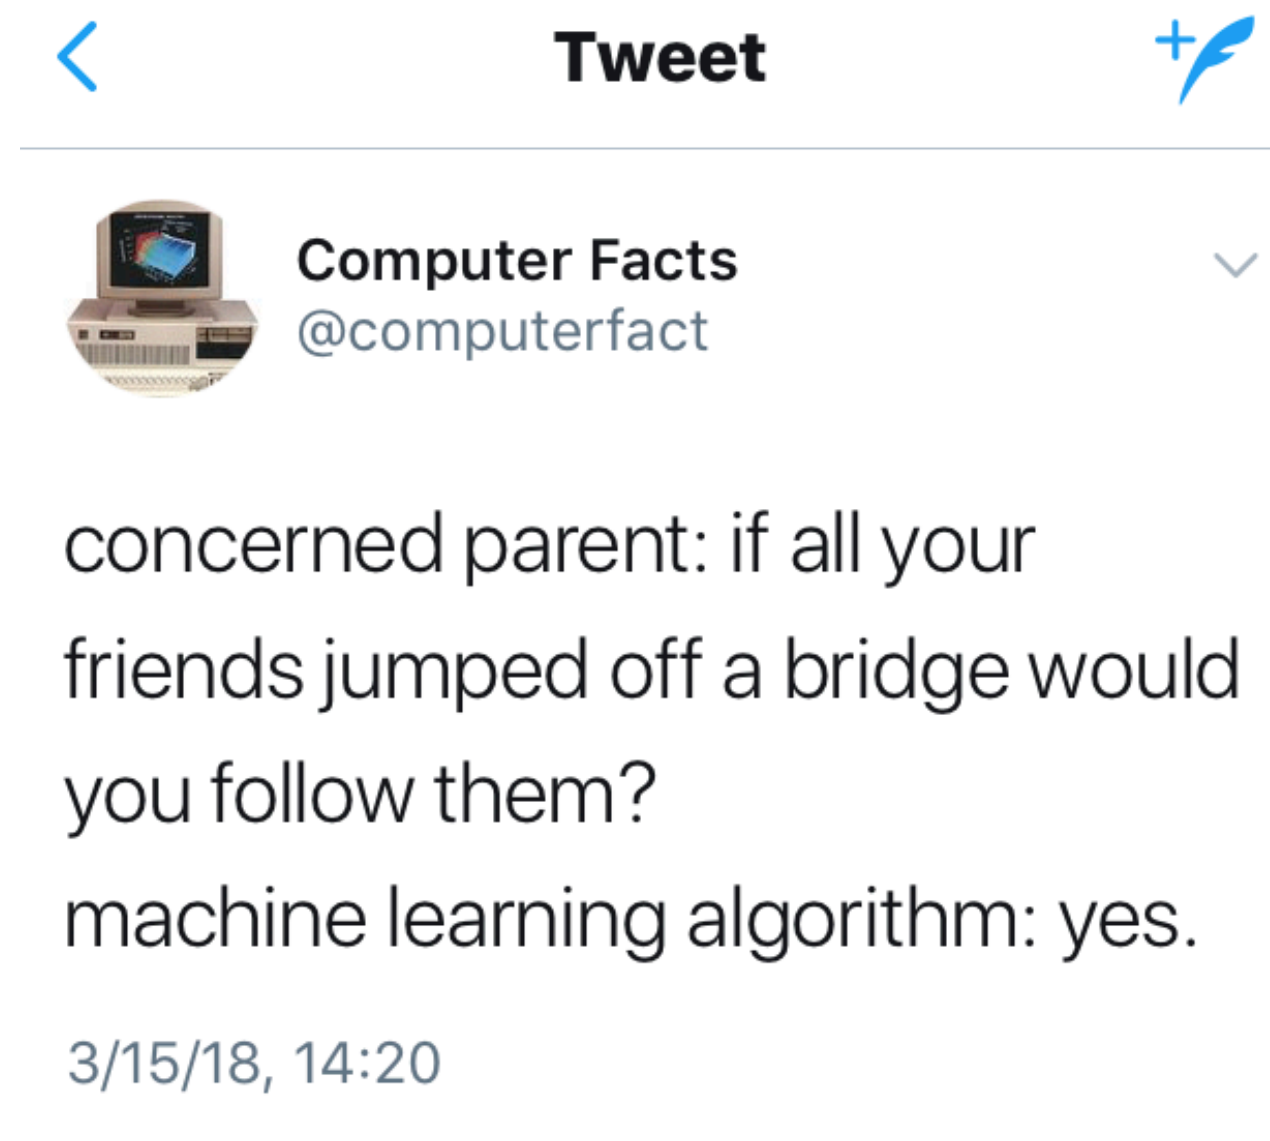 Tweet
Computer Facts
@computerfact
concerned parent: if all your
friends jumped off a bridge would
you follow them?
machine learning algorithm: yes.
3/15/18, 14:20